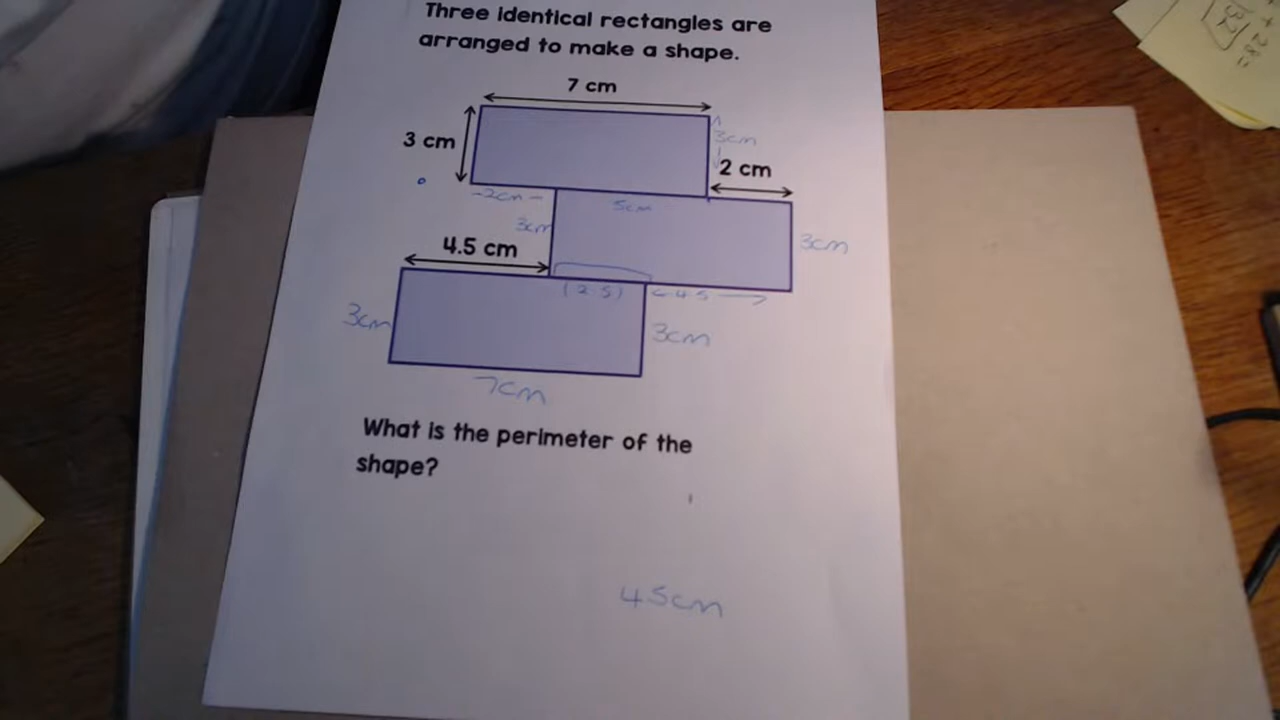 Three identical rectangles are
arranged to make a shape.
7 cm
3 cm
3cm
2 cm
-2cm-
5cm
3cm
3cm
4.5 cm
(2.5)
4.5
3cm
3cm
7cm
What is the perimeter of the
shape?
45cm